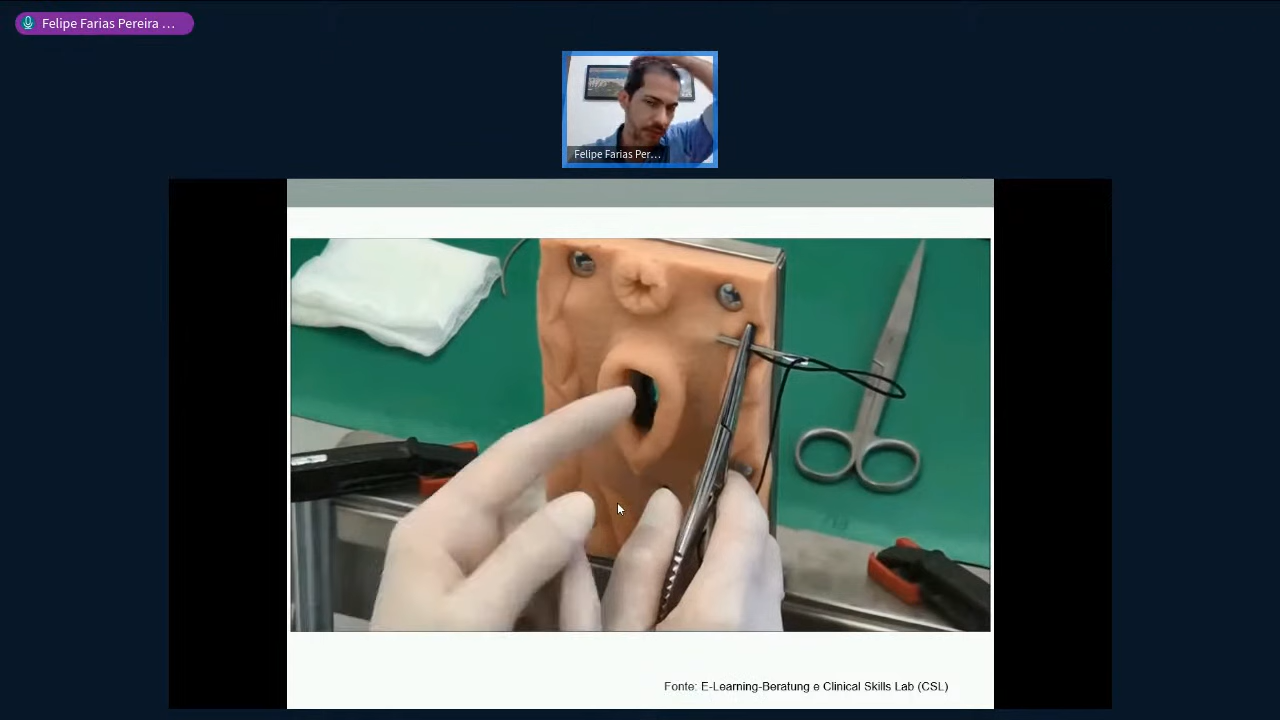 Felipe Farias Pereira …
Felipe Farias Per…
Fonte: E-Learning-Beratung e Clinical Skills Lab (CSL)